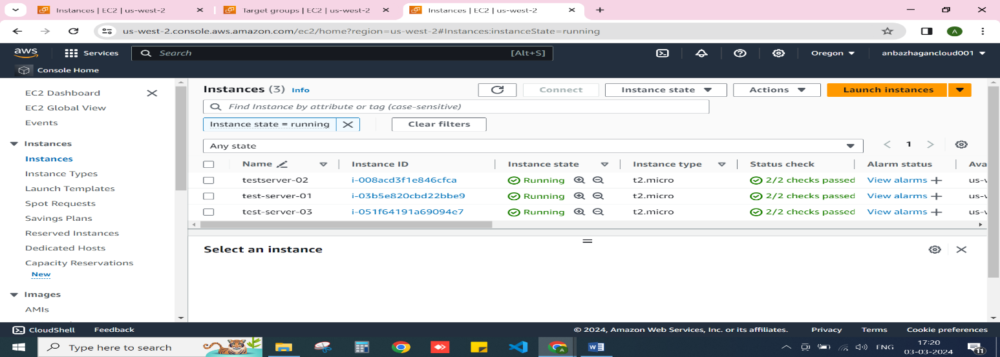 Instances | EC2 | us-west-2
Target groups | EC2 | us-west-2
Instances | EC2 | us-west-2
us-west-2.console.aws.amazon.com/ec2/home?region=us-west-2#Instances:instanceState=running
A
aws
Services
Search
[Alt+S]
Oregon
anbazhagancloud001
Console Home
EC2 Dashboard
EC2 Global View
Events
Instances
Instances
Instance Types
Launch Templates
Spot Requests
Savings Plans
Reserved Instances
Dedicated Hosts
Capacity Reservations
New
Images
AMIs
Instances (3) Info
Connect
Instance state
Actions
Launch instances
Find Instance by attribute or tag (case-sensitive)
Instance state = running
Clear filters
Any state
1
Name Instance ID Instance state Instance type Status check Alarm status Ava
testserver-02 i-008acd3f1e846cfca Running t2.micro 2/2 checks passed View alarms us-w
test-server-01 i-03b5e820cbd22bbe9 Running t2.micro 2/2 checks passed View alarms us-w
test-server-03 i-051f64191a69094e7 Running t2.micro 2/2 checks passed View alarms us-w
Select an instance
CloudShell Feedback
© 2024, Amazon Web Services, Inc. or its affiliates. Privacy Terms Cookie preferences
Type here to search
ENG
17:20
03-03-2024
11